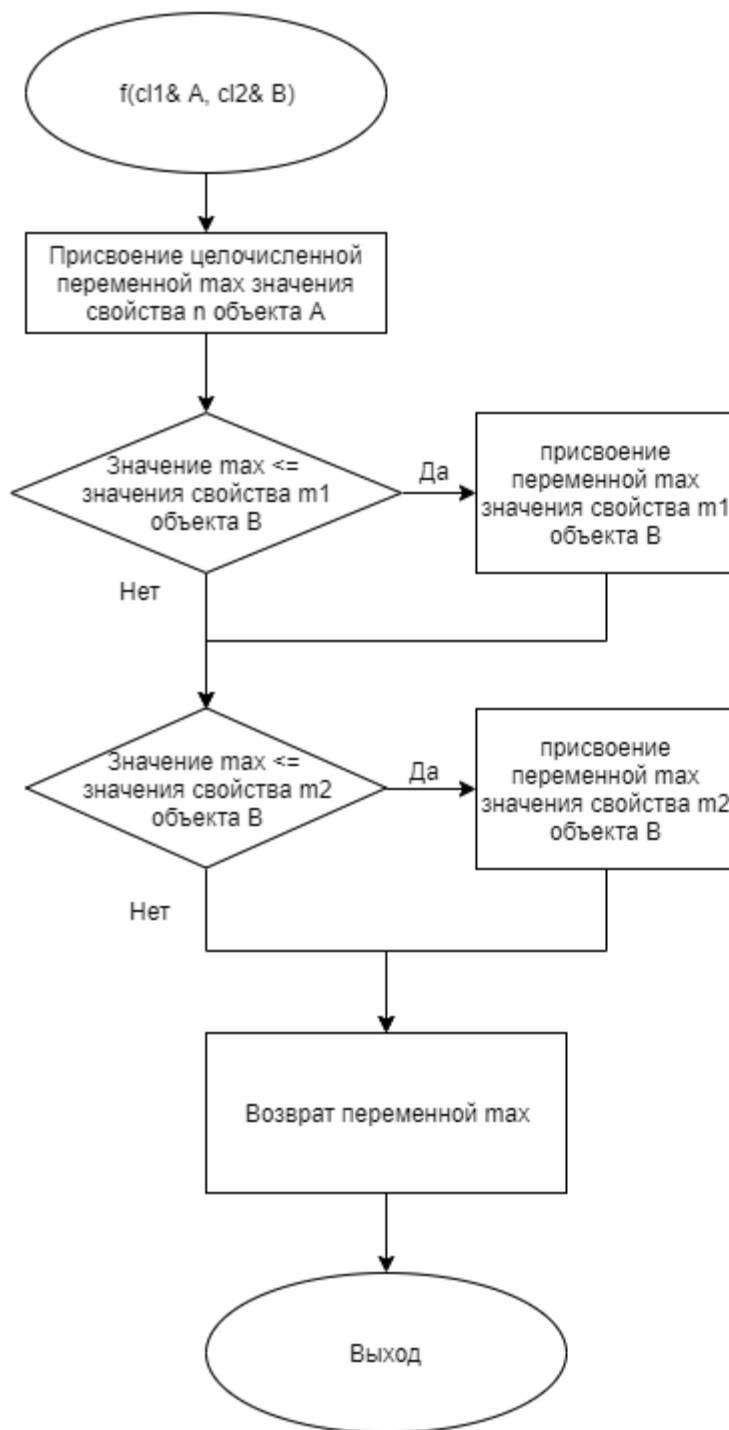 f(cl1& A, cl2& B)
Присвоение целочисленной
переменной max значения
свойства n объекта A
Значение max <=
значения свойства m1
объекта B
Да
присвоение
переменной max
значения свойства m1
объекта B
Нет
Значение max <=
значения свойства m2
объекта B
Да
присвоение
переменной max
значения свойства m2
объекта B
Нет
Возврат переменной max
Выход